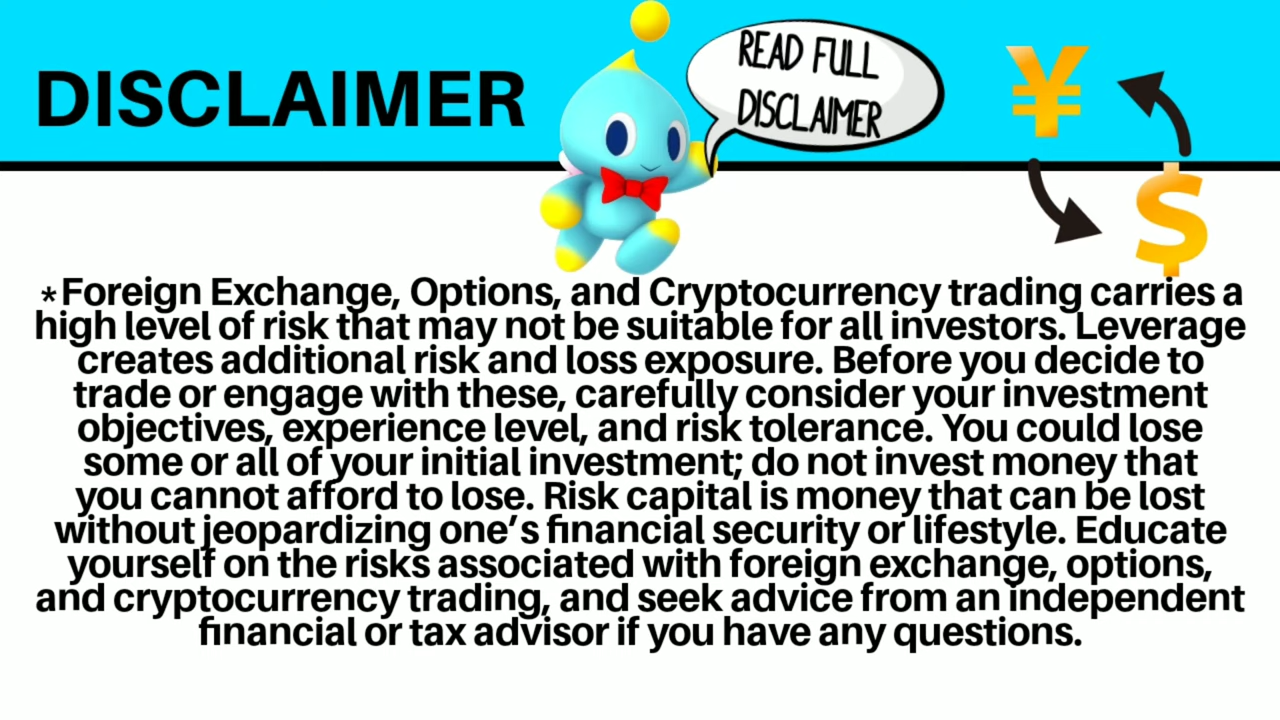 DISCLAIMER
READ FULL
DISCLAIMER
¥
$
*Foreign Exchange, Options, and Cryptocurrency trading carries a
high level of risk that may not be suitable for all investors. Leverage
creates additional risk and loss exposure. Before you decide to
trade or engage with these, carefully consider your investment
objectives, experience level, and risk tolerance. You could lose
some or all of your initial investment; do not invest money that
you cannot afford to lose. Risk capital is money that can be lost
without jeopardizing one’s financial security or lifestyle. Educate
yourself on the risks associated with foreign exchange, options,
and cryptocurrency trading, and seek advice from an independent
financial or tax advisor if you have any questions.